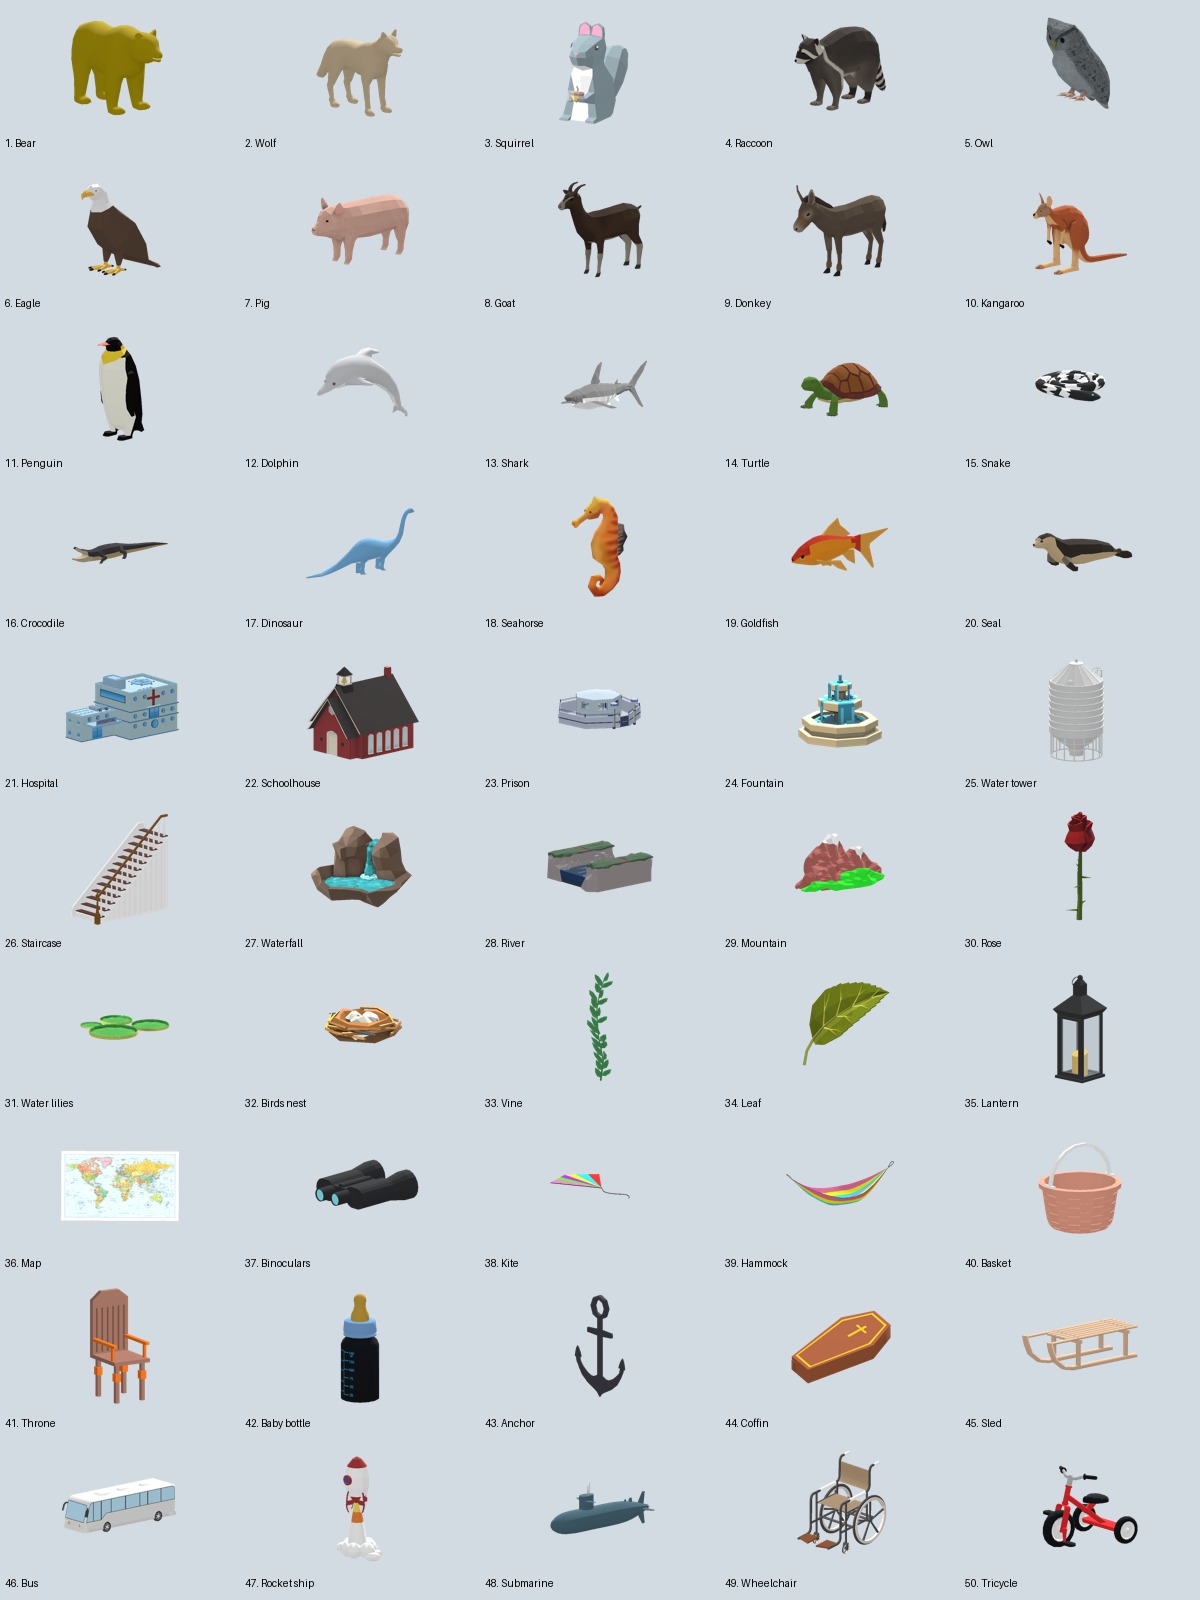 1. Bear
2. Wolf
3. Squirrel
4. Raccoon
5. Owl
6. Eagle
7. Pig
8. Goat
9. Donkey
10. Kangaroo
11. Penguin
12. Dolphin
13. Shark
14. Turtle
15. Snake
16. Crocodile
17. Dinosaur
18. Seahorse
19. Goldfish
20. Seal
21. Hospital
22. Schoolhouse
23. Prison
24. Fountain
25. Water tower
26. Staircase
27. Waterfall
28. River
29. Mountain
30. Rose
31. Water lilies
32. Birds nest
33. Vine
34. Leaf
35. Lantern
36. Map
37. Binoculars
38. Kite
39. Hammock
40. Basket
41. Throne
42. Baby bottle
43. Anchor
44. Coffin
45. Sled
46. Bus
47. Rocket ship
48. Submarine
49. Wheelchair
50. Tricycle